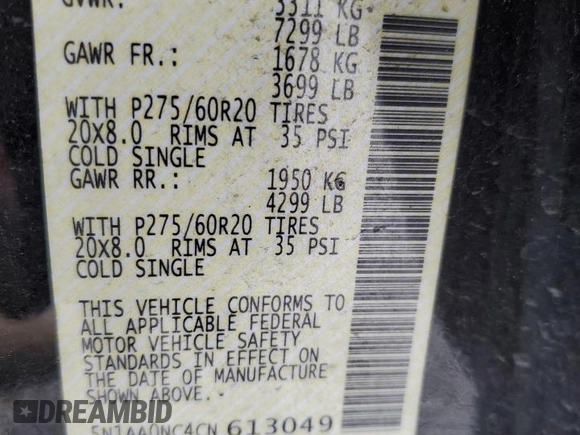 GVWR: 3311 KG
7299 LB
GAWR FR.: 1678 KG
3699 LB
WITH P275/60R20 TIRES
20X8.0 RIMS AT 35 PSI
COLD SINGLE
GAWR RR.: 1950 KG
4299 LB
WITH P275/60R20 TIRES
20X8.0 RIMS AT 35 PSI
COLD SINGLE
THIS VEHICLE CONFORMS TO
ALL APPLICABLE FEDERAL
MOTOR VEHICLE SAFETY
STANDARDS IN EFFECT ON
THE DATE OF MANUFACTURE
SHOWN ABOVE.
5N1AA0NC4CN 613049
DREAMBID